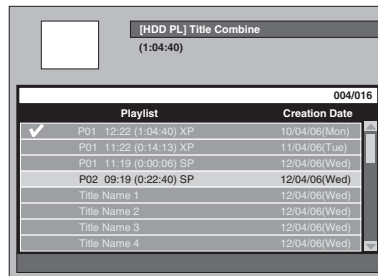 [HDD PL] Title Combine
(1:04:40)
004/016
Playlist Creation Date
P01 12:22 (1:04:40) XP 10/04/06(Mon)
P01 11:22 (0:14:13) XP 11/04/06(Tue)
P01 11:19 (0:00:06) SP 12/04/06(Wed)
P02 09:19 (0:22:40) SP 12/04/06(Wed)
Title Name 1 12/04/06(Wed)
Title Name 2 12/04/06(Wed)
Title Name 3 12/04/06(Wed)
Title Name 4 12/04/06(Wed)